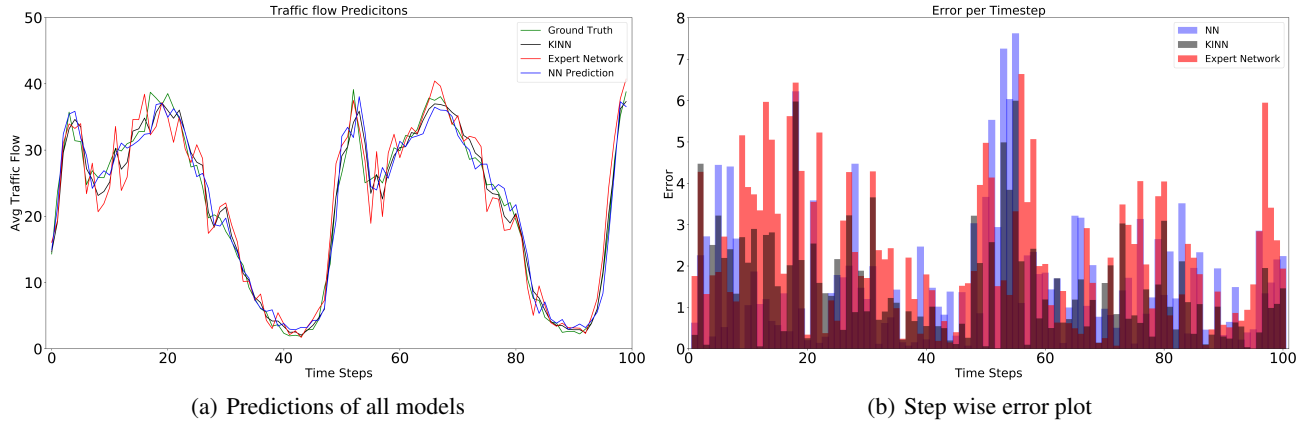 Traffic flow Predicitons
50
40
30
20
10
0
Avg Traffic Flow
Ground Truth
KINN
Expert Network
NN Prediction
0 20 40 60 80 100
Time Steps
(a) Predictions of all models
Error per Timestep
8
7
6
5
4
3
2
1
0
Error
NN
KINN
Expert Network
0 20 40 60 80 100
Time Steps
(b) Step wise error plot